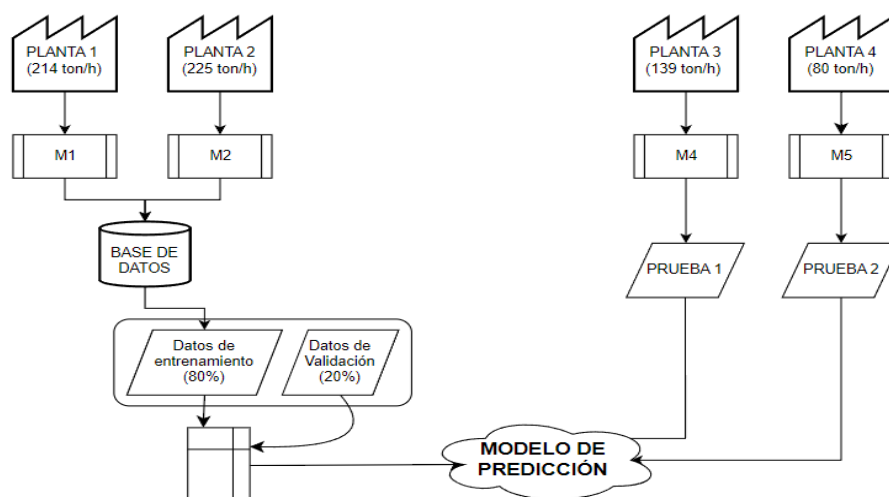 PLANTA 1
(214 ton/h)
PLANTA 2
(225 ton/h)
PLANTA 3
(139 ton/h)
PLANTA 4
(80 ton/h)
M1
M2
M4
M5
BASE DE
DATOS
PRUEBA 1
PRUEBA 2
Datos de
entrenamiento
(80%)
Datos de
Validación
(20%)
MODELO DE
PREDICCIÓN